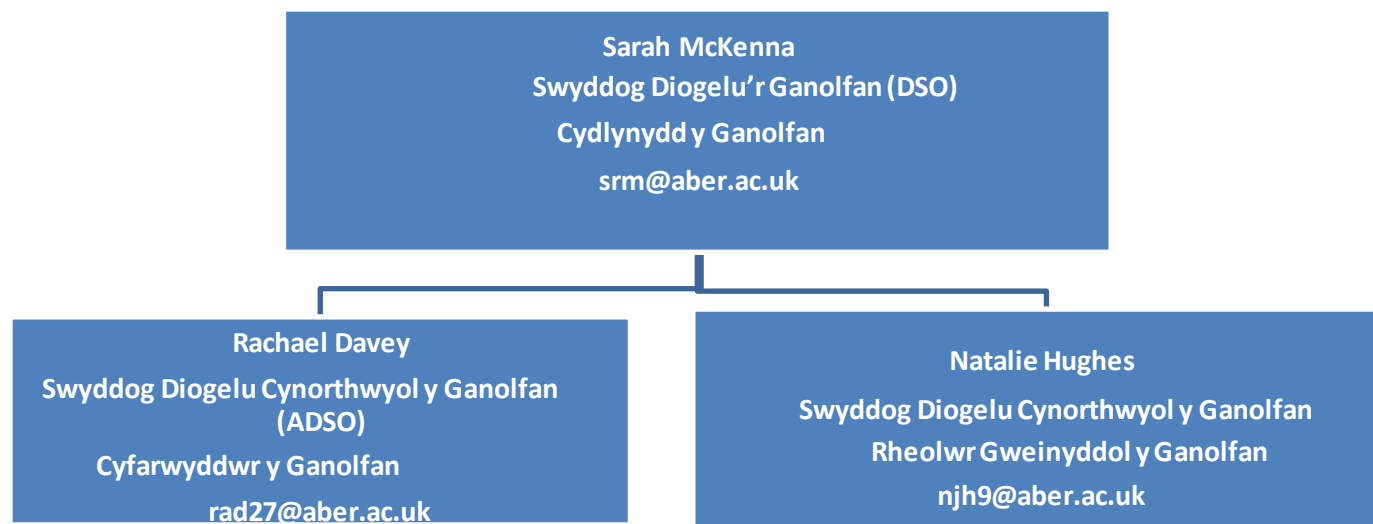 Sarah McKenna
Swyddog Diogelu’r Ganolfan (DSO)
Cydlynydd y Ganolfan
srm@aber.ac.uk
Rachael Davey
Swyddog Diogelu Cynorthwyol y Ganolfan
(ADSO)
Cyfarwyddwr y Ganolfan
rad27@aber.ac.uk
Natalie Hughes
Swyddog Diogelu Cynorthwyol y Ganolfan
Rheolwr Gweinyddol y Ganolfan
njh9@aber.ac.uk